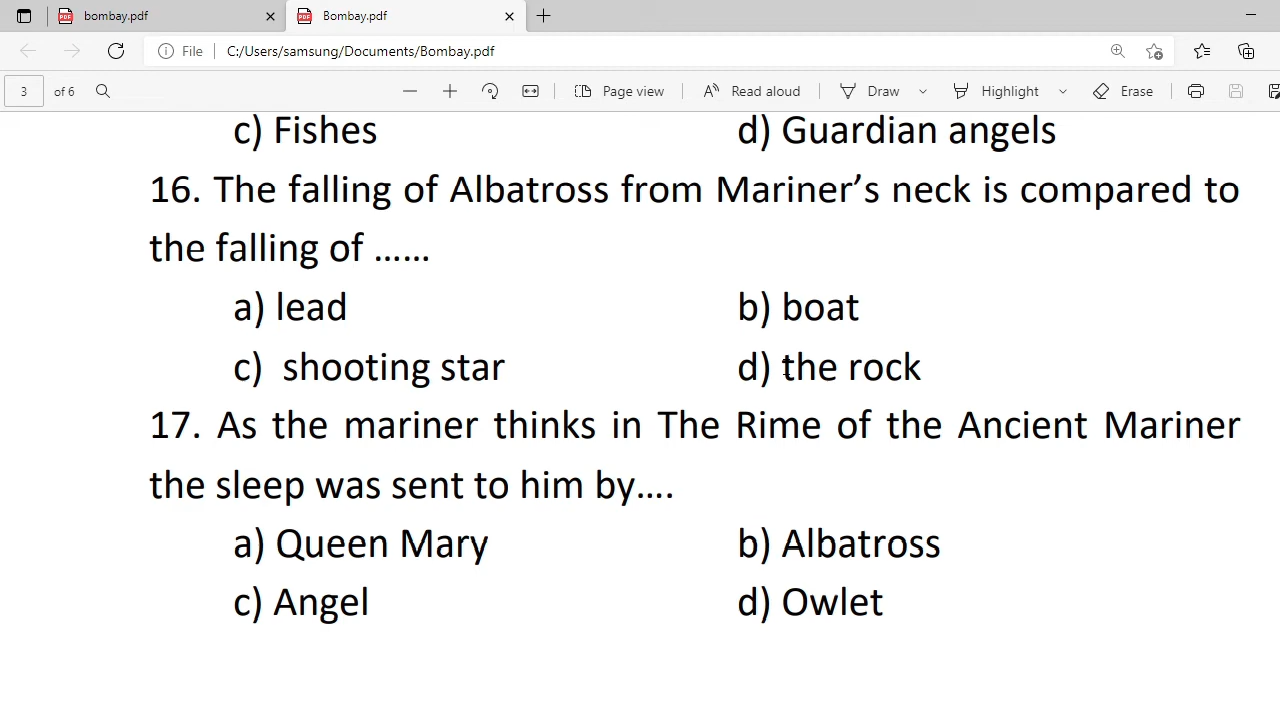 bombay.pdf
Bombay.pdf
File
C:/Users/samsung/Documents/Bombay.pdf
3 of 6
Page view
Read aloud
Draw
Highlight
Erase
c) Fishes d) Guardian angels
16. The falling of Albatross from Mariner’s neck is compared to
the falling of ……
a) lead b) boat
c) shooting star d) the rock
17. As the mariner thinks in The Rime of the Ancient Mariner
the sleep was sent to him by….
a) Queen Mary b) Albatross
c) Angel d) Owlet